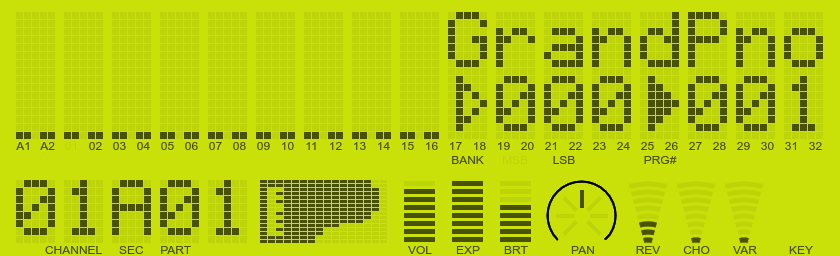 GrandPno
000 001
A1 A2 01 02 03 04 05 06 07 08 09 10 11 12 13 14 15 16 17 18 19 20 21 22 23 24 25 26 27 28 29 30 31 32
BANK MSB LSB PRG#
01A01
CHANNEL SEC PART VOL EXP BRT PAN REV CHO VAR KEY